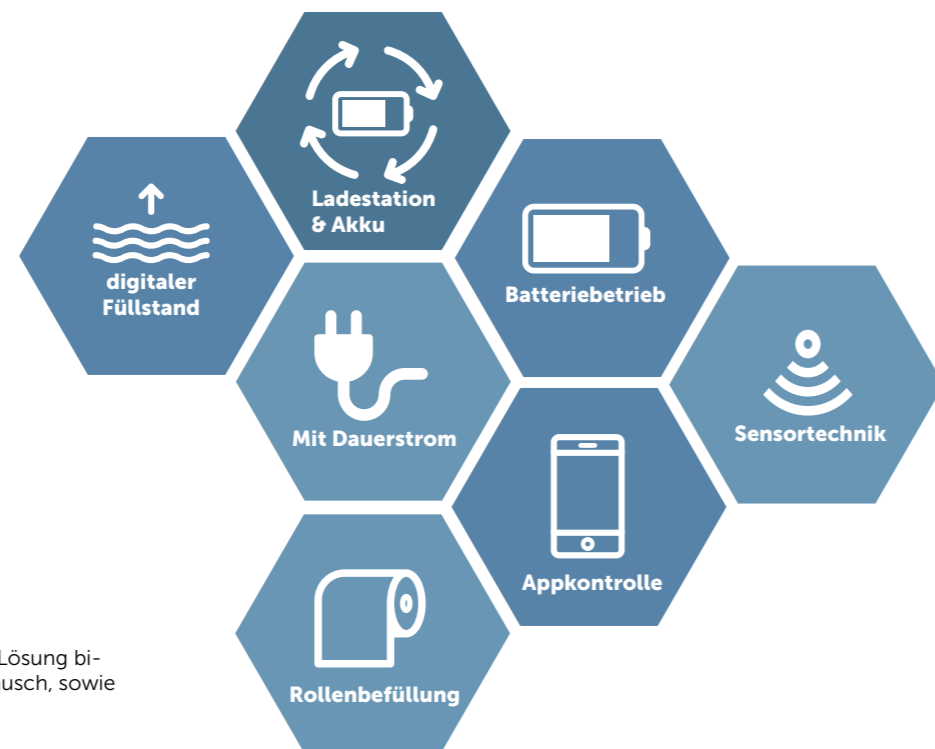 Ladestation
& Akku
digitaler
Füllstand
Batteriebetrieb
Mit Dauerstrom
Sensortechnik
Appkontrolle
Rollenbefüllung
Lösung bi-
usch, sowie